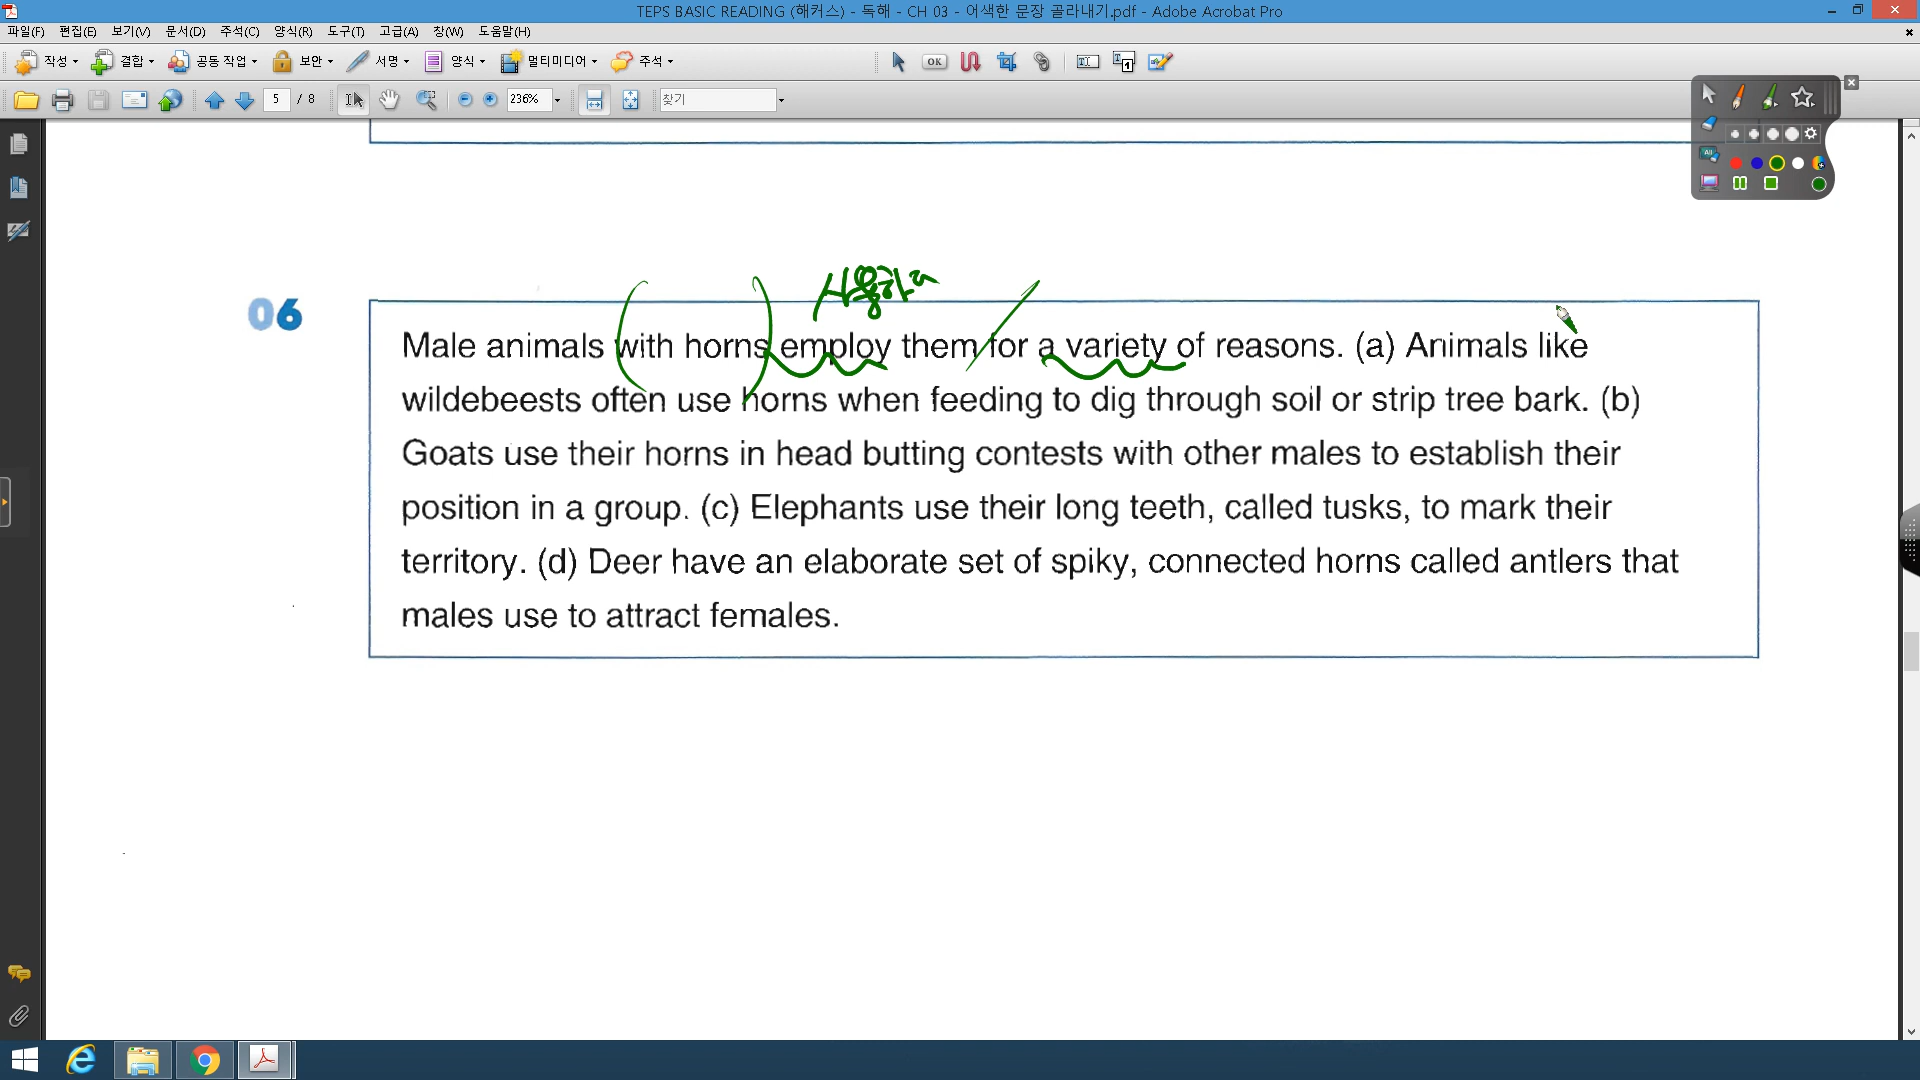 TEPS BASIC READING (해커스) - 독해 - CH 03 - 어색한 문장 골라내기.pdf - Adobe Acrobat Pro
파일(F) 편집(E) 보기(V) 문서(D) 주석(C) 양식(R) 도구(T) 고급(A) 창(W) 도움말(H)
작성 결합 공동 작업 보안 서명 양식 멀티미디어 주석 OK
5 / 8 236% 찾기
All
사용하다
06
Male animals with horns employ them for a variety of reasons. (a) Animals like
wildebeests often use horns when feeding to dig through soil or strip tree bark. (b)
Goats use their horns in head butting contests with other males to establish their
position in a group. (c) Elephants use their long teeth, called tusks, to mark their
territory. (d) Deer have an elaborate set of spiky, connected horns called antlers that
males use to attract females.